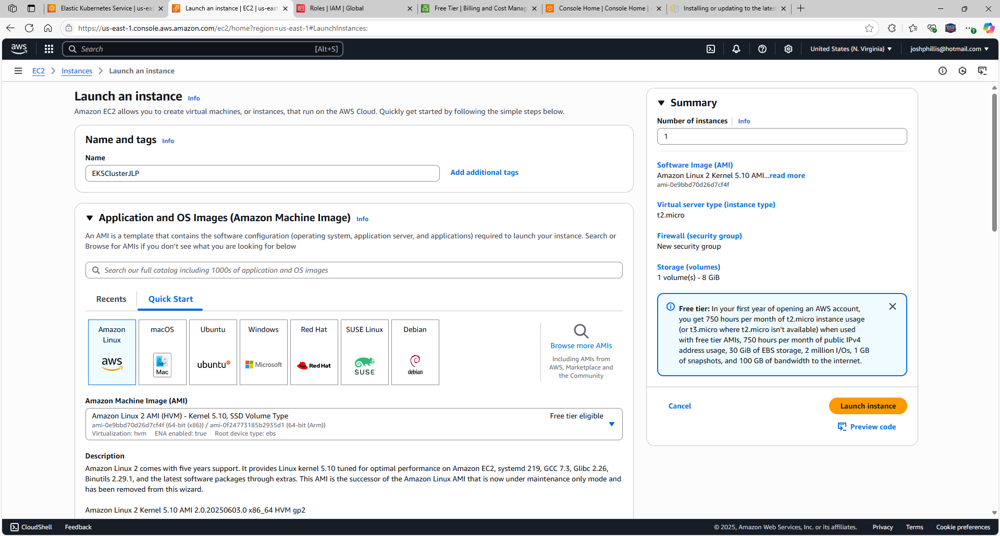 Elastic Kubernetes Service | us-eas
Launch an instance | EC2 | us-east
Roles | IAM | Global
Free Tier | Billing and Cost Manag
Console Home | Console Home |
Installing or updating to the lates
https://us-east-1.console.aws.amazon.com/ec2/home?region=us-east-1#LaunchInstances:
aws
Search
[Alt+S]
United States (N. Virginia)
joshphillis@hotmail.com
EC2
Instances
Launch an instance
Launch an instance Info
Amazon EC2 allows you to create virtual machines, or instances, that run on the AWS Cloud. Quickly get started by following the simple steps below.
Name and tags Info
Name
EKSClusterJLP
Add additional tags
Application and OS Images (Amazon Machine Image) Info
An AMI is a template that contains the software configuration (operating system, application server, and applications) required to launch your instance. Search or
Browse for AMIs if you don’t see what you are looking for below
Search our full catalog including 1000s of application and OS images
Recents
Quick Start
Amazon
Linux
aws
macOS
Mac
Ubuntu
ubuntu
Windows
Microsoft
Red Hat
Red Hat
SUSE Linux
SUSE
Debian
debian
Browse more AMIs
Including AMIs from
AWS, Marketplace and
the Community
Amazon Machine Image (AMI)
Amazon Linux 2 AMI (HVM) - Kernel 5.10, SSD Volume Type
Free tier eligible
ami-0e9bbd70d26d7cf4f (64-bit (x86)) / ami-0f24773185b2935d1 (64-bit (Arm))
Virtualization: hvm ENA enabled: true Root device type: ebs
Description
Amazon Linux 2 comes with five years support. It provides Linux kernel 5.10 tuned for optimal performance on Amazon EC2, systemd 219, GCC 7.3, Glibc 2.26,
Binutils 2.29.1, and the latest software packages through extras. This AMI is the successor of the Amazon Linux AMI that is now under maintenance only mode and
has been removed from this wizard.
Amazon Linux 2 Kernel 5.10 AMI 2.0.20250603.0 x86_64 HVM gp2
Summary
Number of instances Info
1
Software Image (AMI)
Amazon Linux 2 Kernel 5.10 AMI...read more
ami-0e9bbd70d26d7cf4f
Virtual server type (instance type)
t2.micro
Firewall (security group)
New security group
Storage (volumes)
1 volume(s) - 8 GiB
Free tier: In your first year of opening an AWS account,
you get 750 hours per month of t2.micro instance usage
(or t3.micro where t2.micro isn't available) when used
with free tier AMIs, 750 hours per month of public IPv4
address usage, 30 GiB of EBS storage, 2 million I/Os, 1 GB
of snapshots, and 100 GB of bandwidth to the internet.
Cancel
Launch instance
Preview code
CloudShell
Feedback
© 2025, Amazon Web Services, Inc. or its affiliates.
Privacy
Terms
Cookie preferences